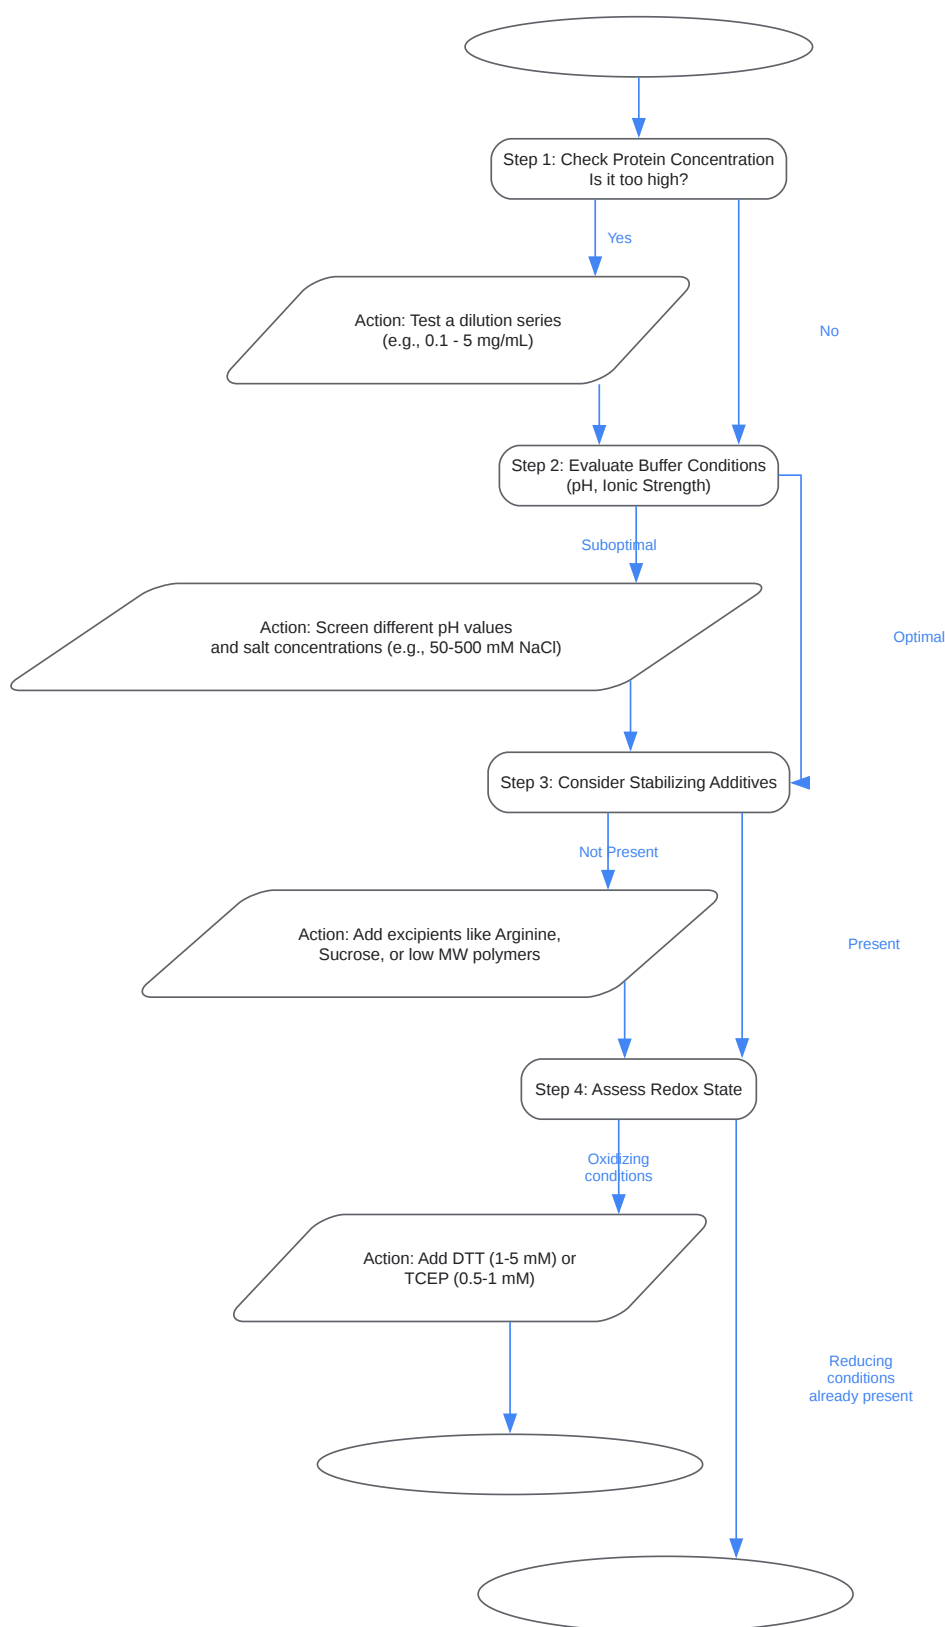 Step 1: Check Protein Concentration
Is it too high?
Yes
Action: Test a dilution series
(e.g., 0.1 - 5 mg/mL)
No
Step 2: Evaluate Buffer Conditions
(pH, Ionic Strength)
Suboptimal
Action: Screen different pH values
and salt concentrations (e.g., 50-500 mM NaCl)
Optimal
Step 3: Consider Stabilizing Additives
Not Present
Action: Add excipients like Arginine,
Sucrose, or low MW polymers
Present
Step 4: Assess Redox State
Oxidizing
conditions
Action: Add DTT (1-5 mM) or
TCEP (0.5-1 mM)
Reducing
conditions
already present